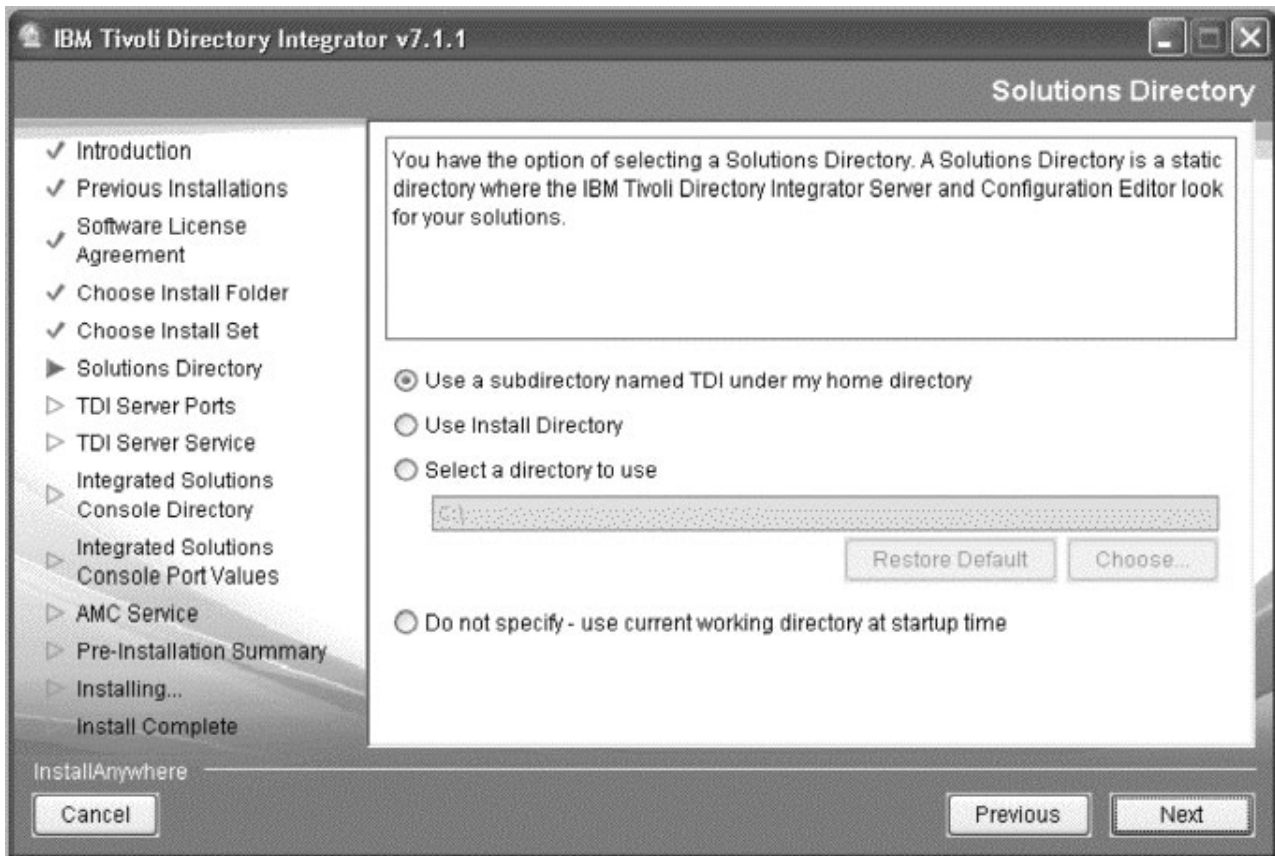 IBM Tivoli Directory Integrator v7.1.1
Solutions Directory
Introduction
Previous Installations
Software License
Agreement
Choose Install Folder
Choose Install Set
Solutions Directory
TDI Server Ports
TDI Server Service
Integrated Solutions
Console Directory
Integrated Solutions
Console Port Values
AMC Service
Pre-Installation Summary
Installing...
Install Complete
You have the option of selecting a Solutions Directory. A Solutions Directory is a static
directory where the IBM Tivoli Directory Integrator Server and Configuration Editor look
for your solutions.
Use a subdirectory named TDI under my home directory
Use Install Directory
Select a directory to use
C:\
Restore Default
Choose...
Do not specify - use current working directory at startup time
InstallAnywhere
Cancel
Previous
Next